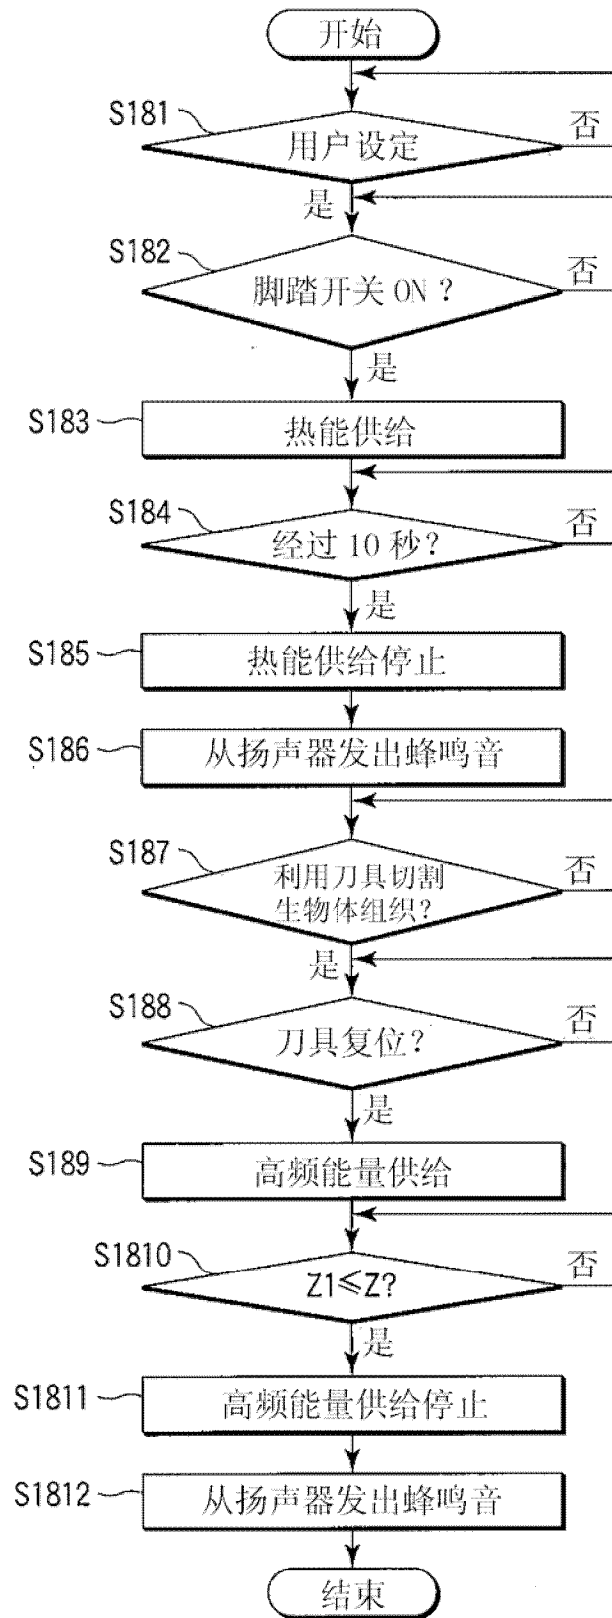 开始
S181
用户设定
否
是
S182
脚踏开关 ON ?
否
是
S183
热能供给
S184
经过 10 秒?
否
是
S185
热能供给停止
S186
从扬声器发出蜂鸣音
S187
利用刀具切割
生物体组织?
否
是
S188
刀具复位?
否
是
S189
高频能量供给
S1810
Z1≤Z?
否
是
S1811
高频能量供给停止
S1812
从扬声器发出蜂鸣音
结束